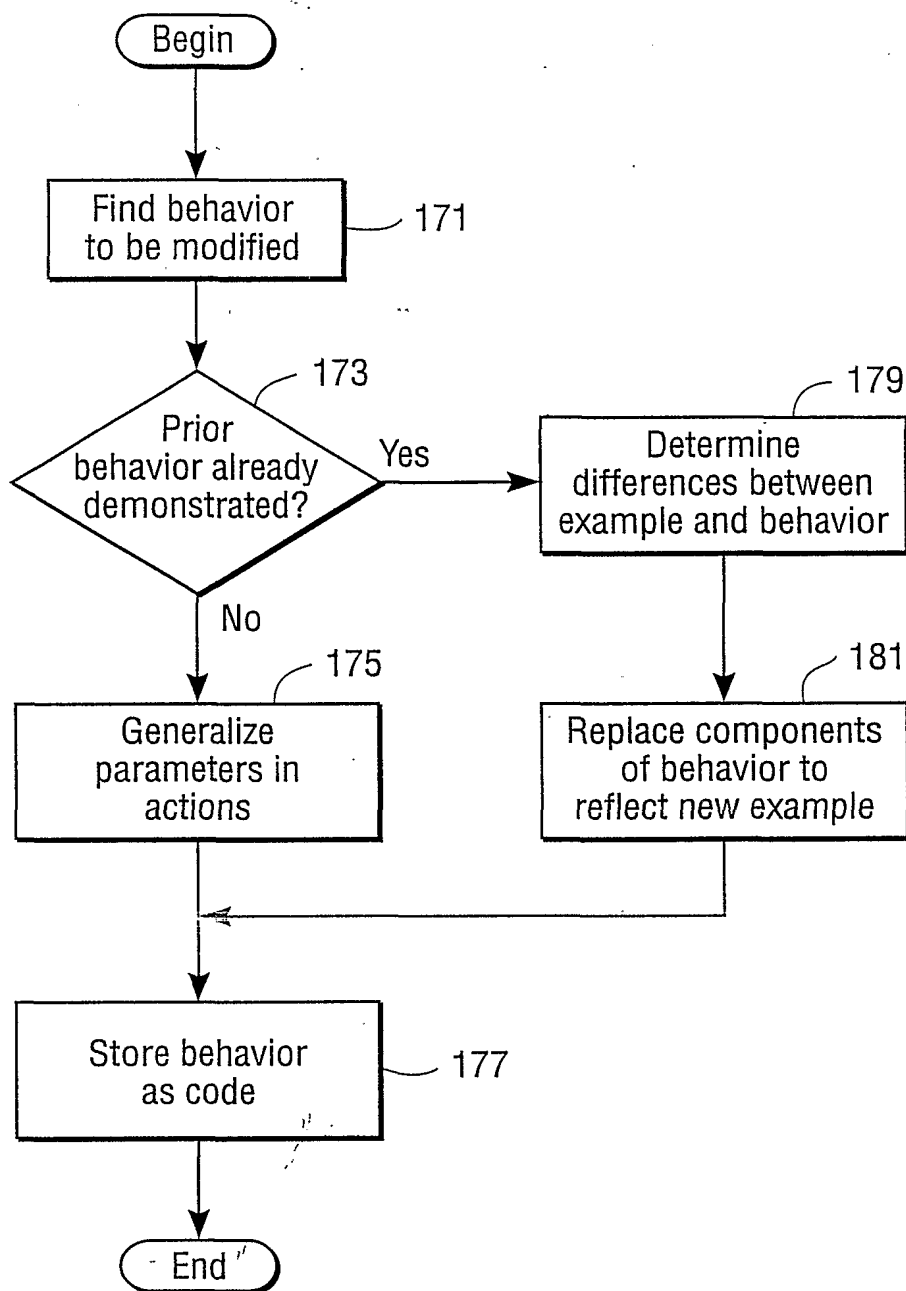 Begin
Find behavior
to be modified
171
173
Prior
behavior already
demonstrated?
Yes
No
179
Determine
differences between
example and behavior
175
Generalize
parameters in
actions
181
Replace components
of behavior to
reflect new example
Store behavior
as code
177
End